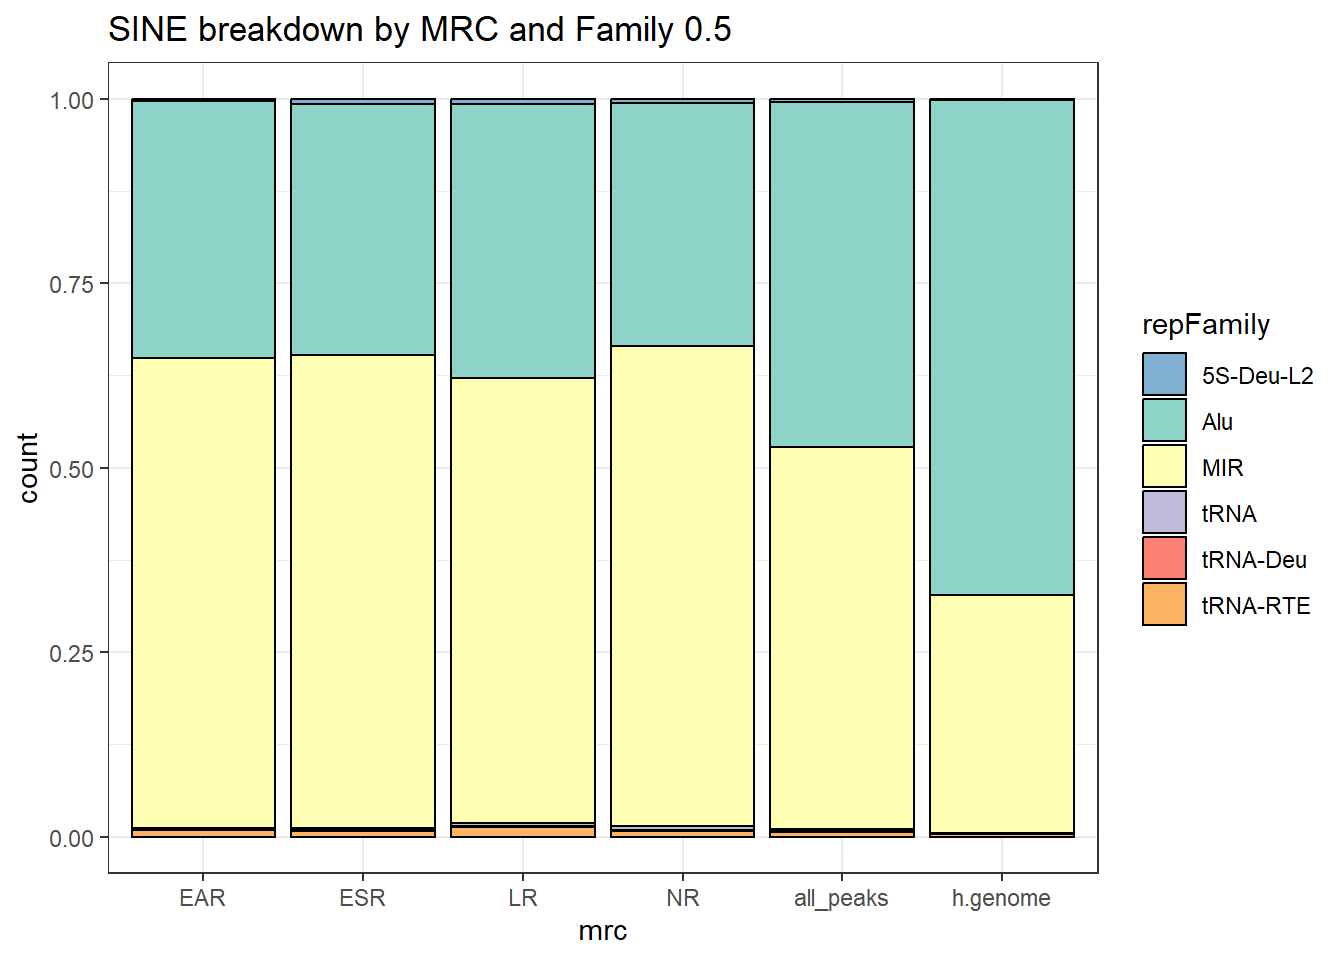 SINE breakdown by MRC and Family 0.5
1.00
0.75
0.50
0.25
0.00
count
EAR
ESR
LR
NR
all_peaks
h.genome
mrc
repFamily
5S-Deu-L2
Alu
MIR
tRNA
tRNA-Deu
tRNA-RTE